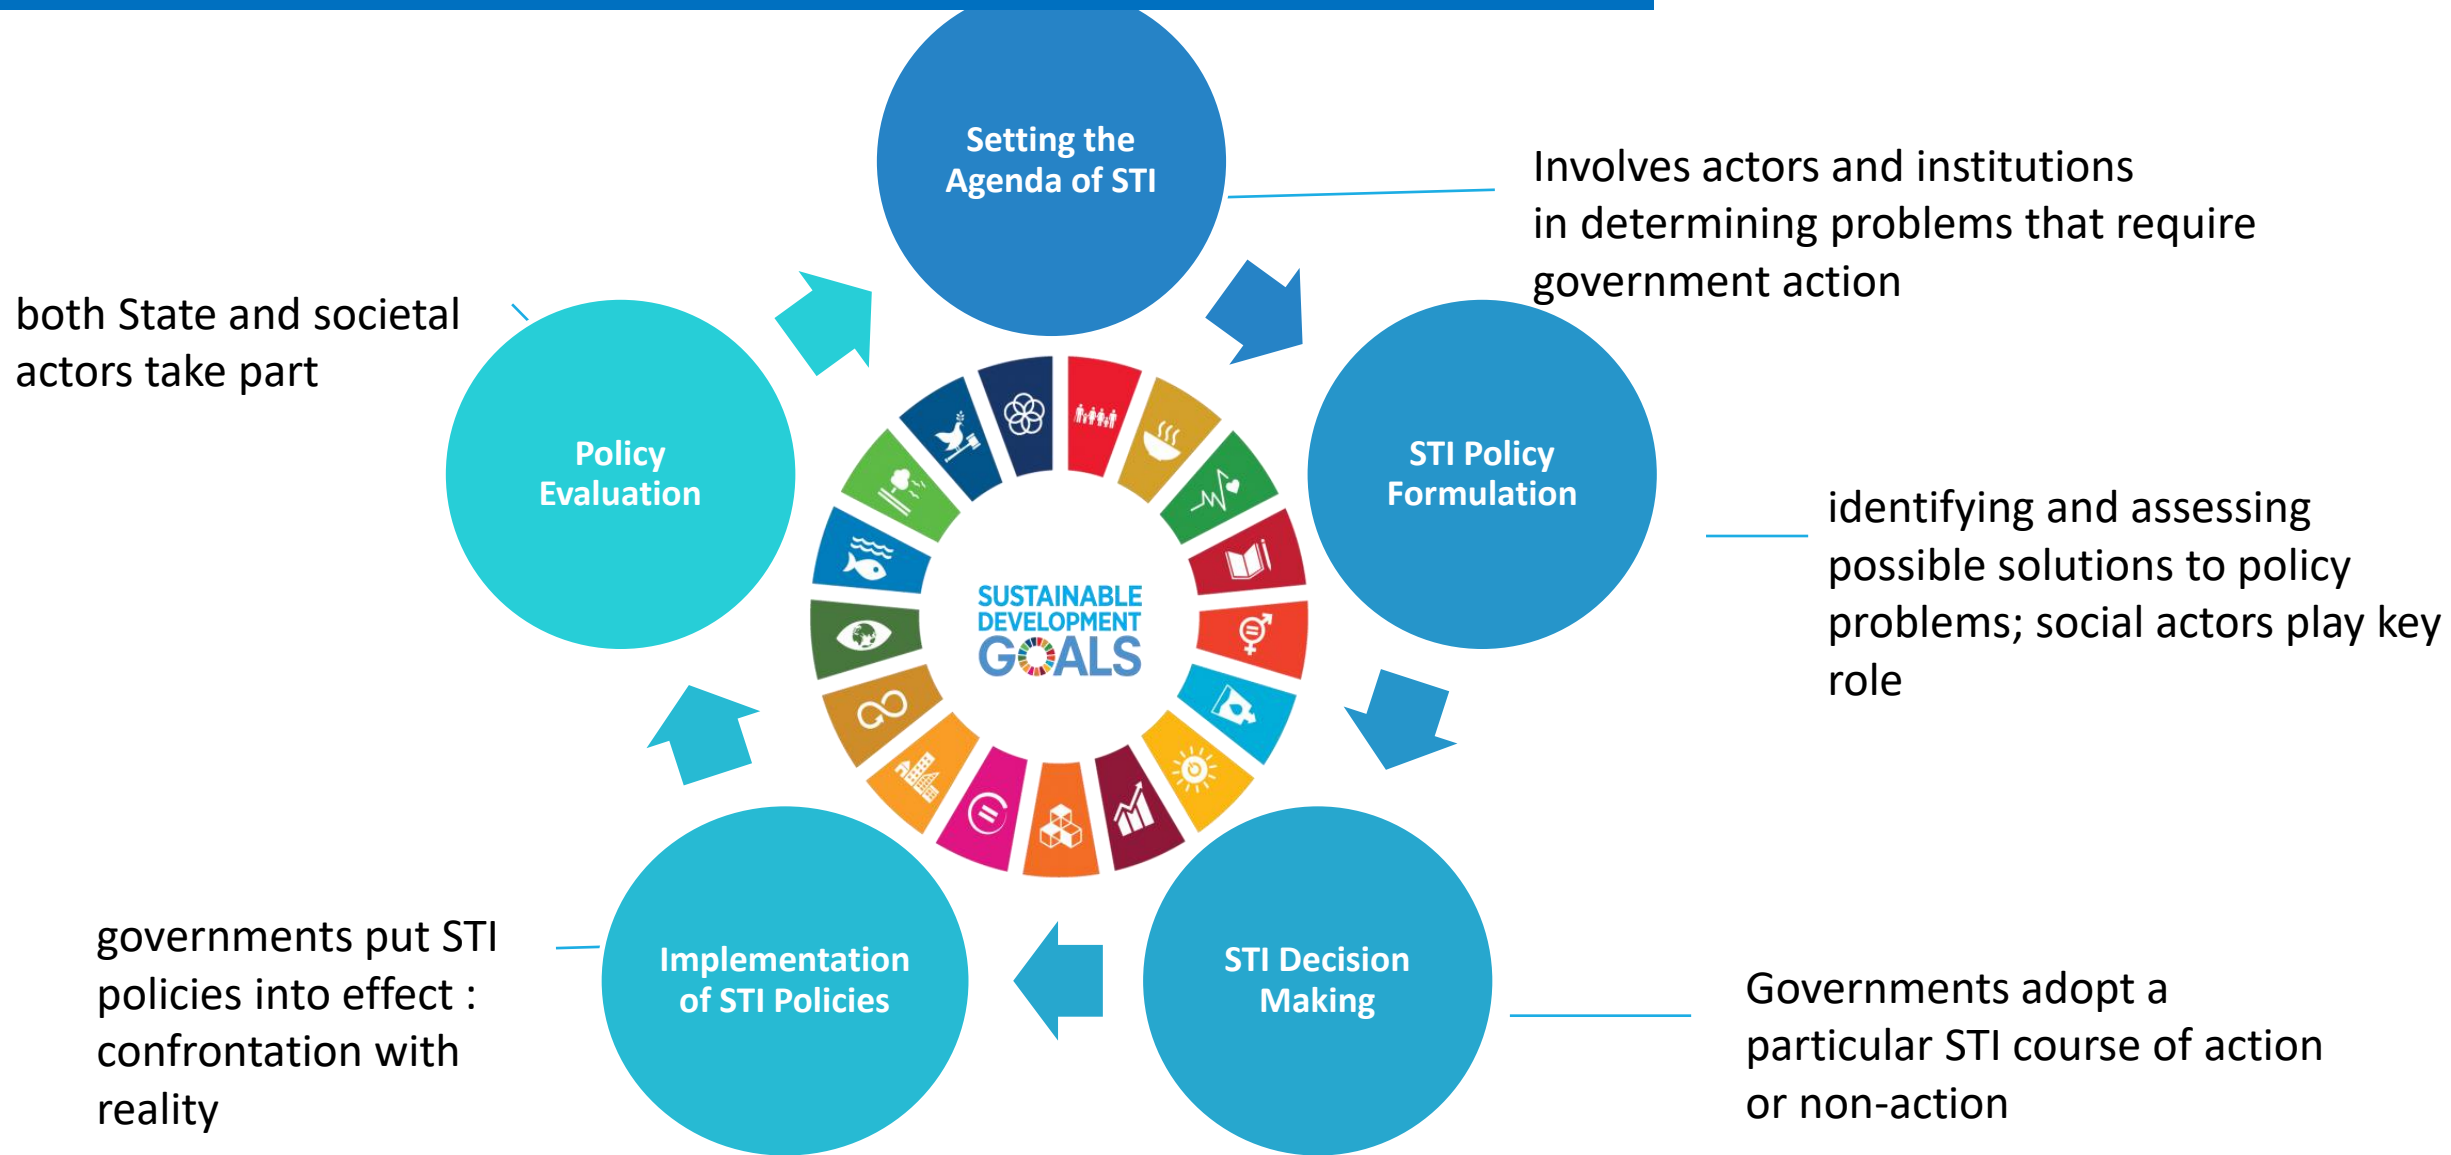 Setting the
Agenda of STI
Involves actors and institutions
in determining problems that require
government action
both State and societal
actors take part
Policy
Evaluation
STI Policy
Formulation
identifying and assessing
possible solutions to policy
problems; social actors play key
role
SUSTAINABLE
DEVELOPMENT
GOALS
governments put STI
policies into effect :
confrontation with
reality
Implementation
of STI Policies
STI Decision
Making
Governments adopt a
particular STI course of action
or non-action